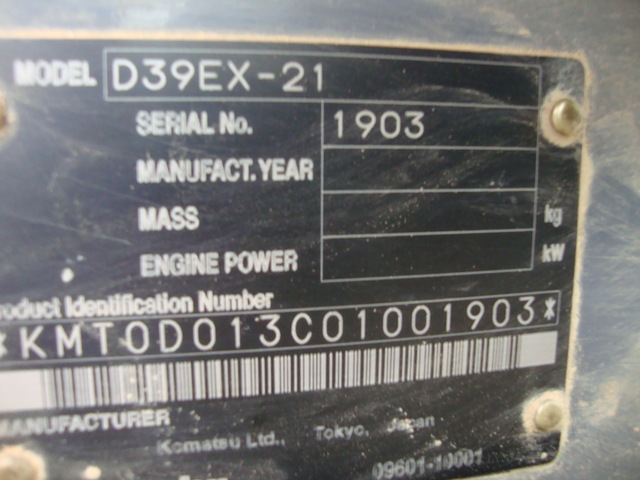 MODEL D39EX-21
SERIAL No. 1903
MANUFACT. YEAR
MASS kg
ENGINE POWER kW
roduct Identification Number
*KMT0D013C01001903*
MANUFACTURER
Komatsu Ltd., Tokyo, Japan
09601-10001